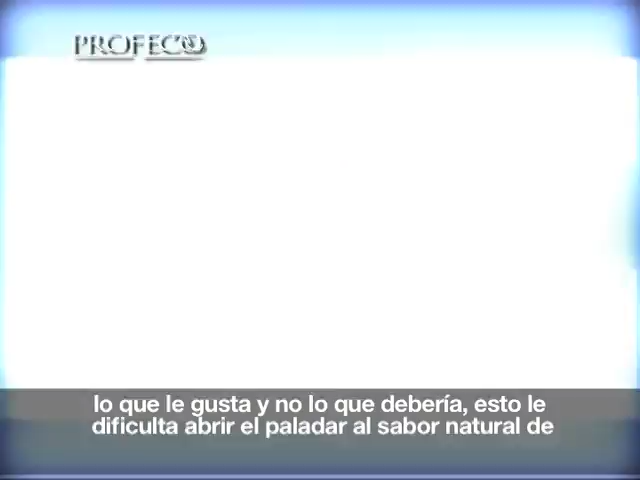 PROFECO
lo que le gusta y no lo que debería, esto le
dificulta abrir el paladar al sabor natural de